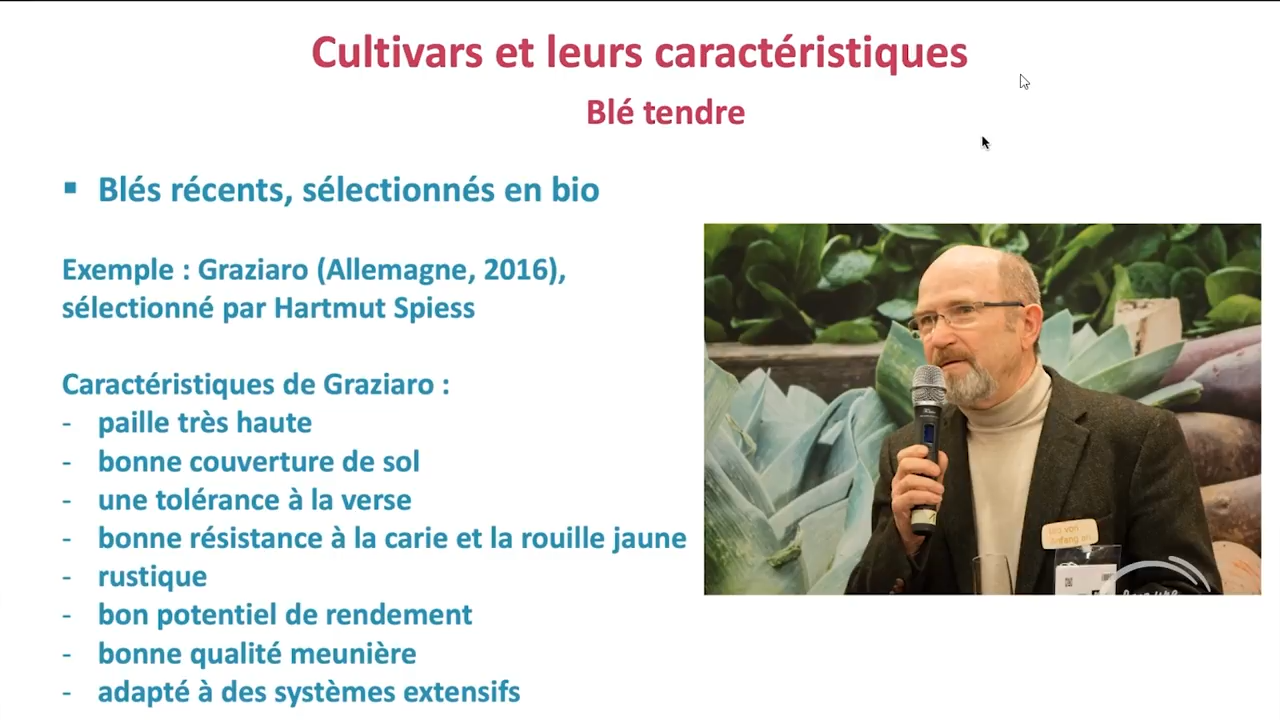 Cultivars et leurs caractéristiques
Blé tendre
▪ Blés récents, sélectionnés en bio
Exemple : Graziaro (Allemagne, 2016),
sélectionné par Hartmut Spiess
Caractéristiques de Graziaro :
- paille très haute
- bonne couverture de sol
- une tolérance à la verse
- bonne résistance à la carie et la rouille jaune
- rustique
- bon potentiel de rendement
- bonne qualité meunière
- adapté à des systèmes extensifs